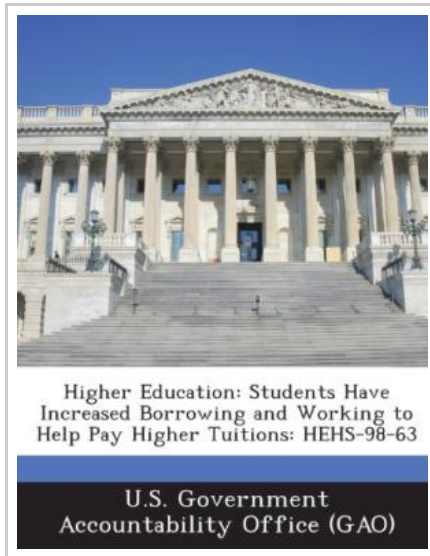 Higher Education: Students Have
Increased Borrowing and Working to
Help Pay Higher Tuitions: HEHS-98-63
U.S. Government
Accountability Office (GAO)